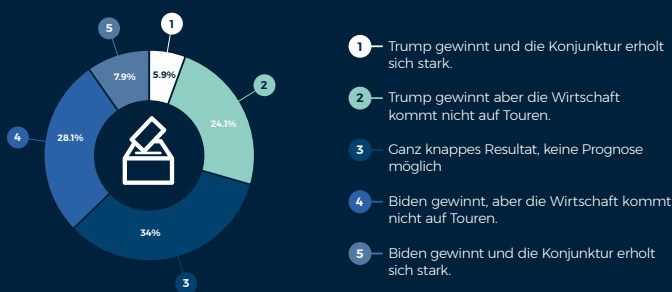 5
1
5.9%
7.9%
2
24.1%
4
28.1%
34%
3
1 Trump gewinnt und die Konjunktur erholt
sich stark.
2 Trump gewinnt aber die Wirtschaft
kommt nicht auf Touren.
3 Ganz knappes Resultat, keine Prognose
möglich
4 Biden gewinnt, aber die Wirtschaft kommt
nicht auf Touren.
5 Biden gewinnt und die Konjunktur erholt
sich stark.